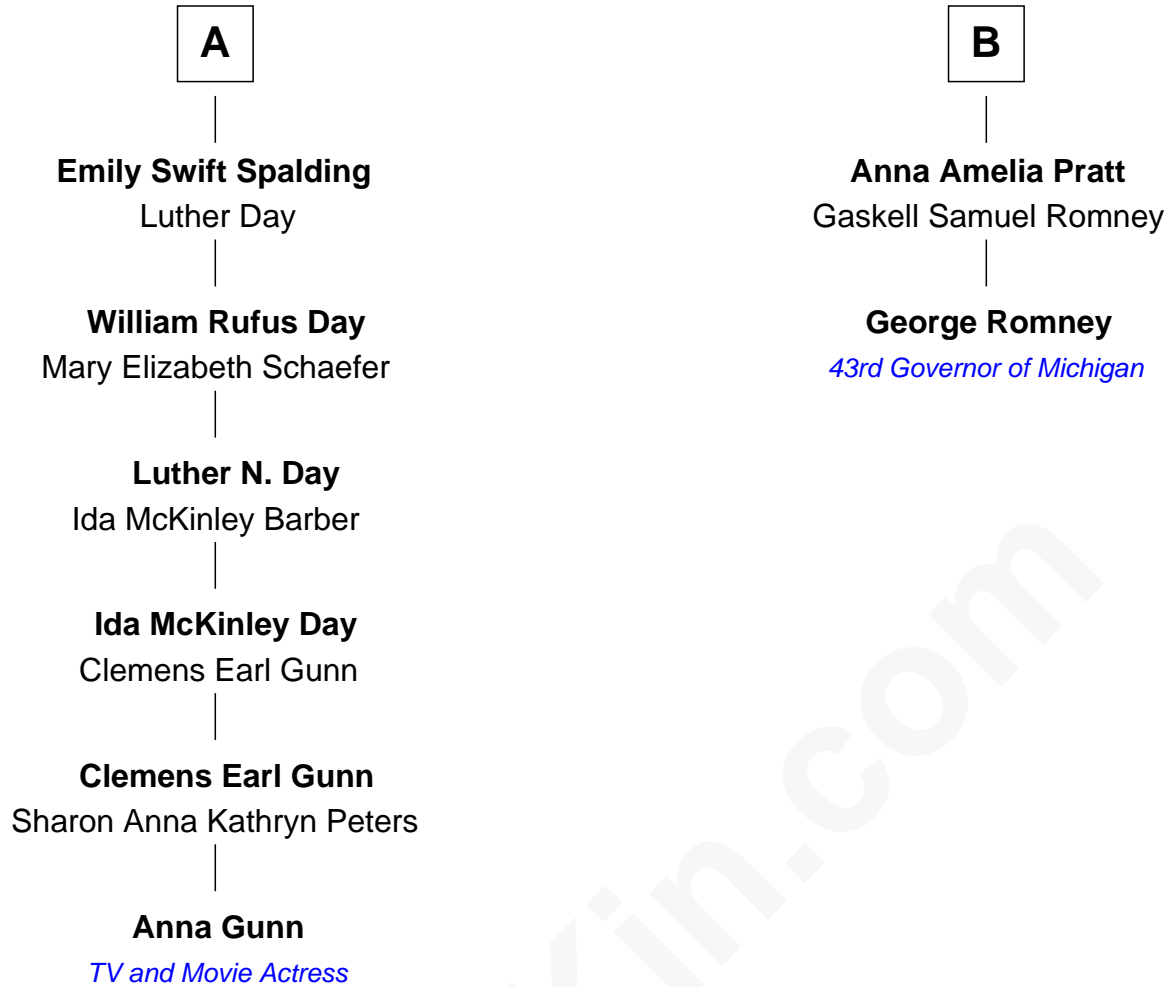 A
Emily Swift Spalding
Luther Day
William Rufus Day
Mary Elizabeth Schaefer
Luther N. Day
Ida McKinley Barber
Ida McKinley Day
Clemens Earl Gunn
Clemens Earl Gunn
Sharon Anna Kathryn Peters
Anna Gunn
TV and Movie Actress
B
Anna Amelia Pratt
Gaskell Samuel Romney
George Romney
43rd Governor of Michigan